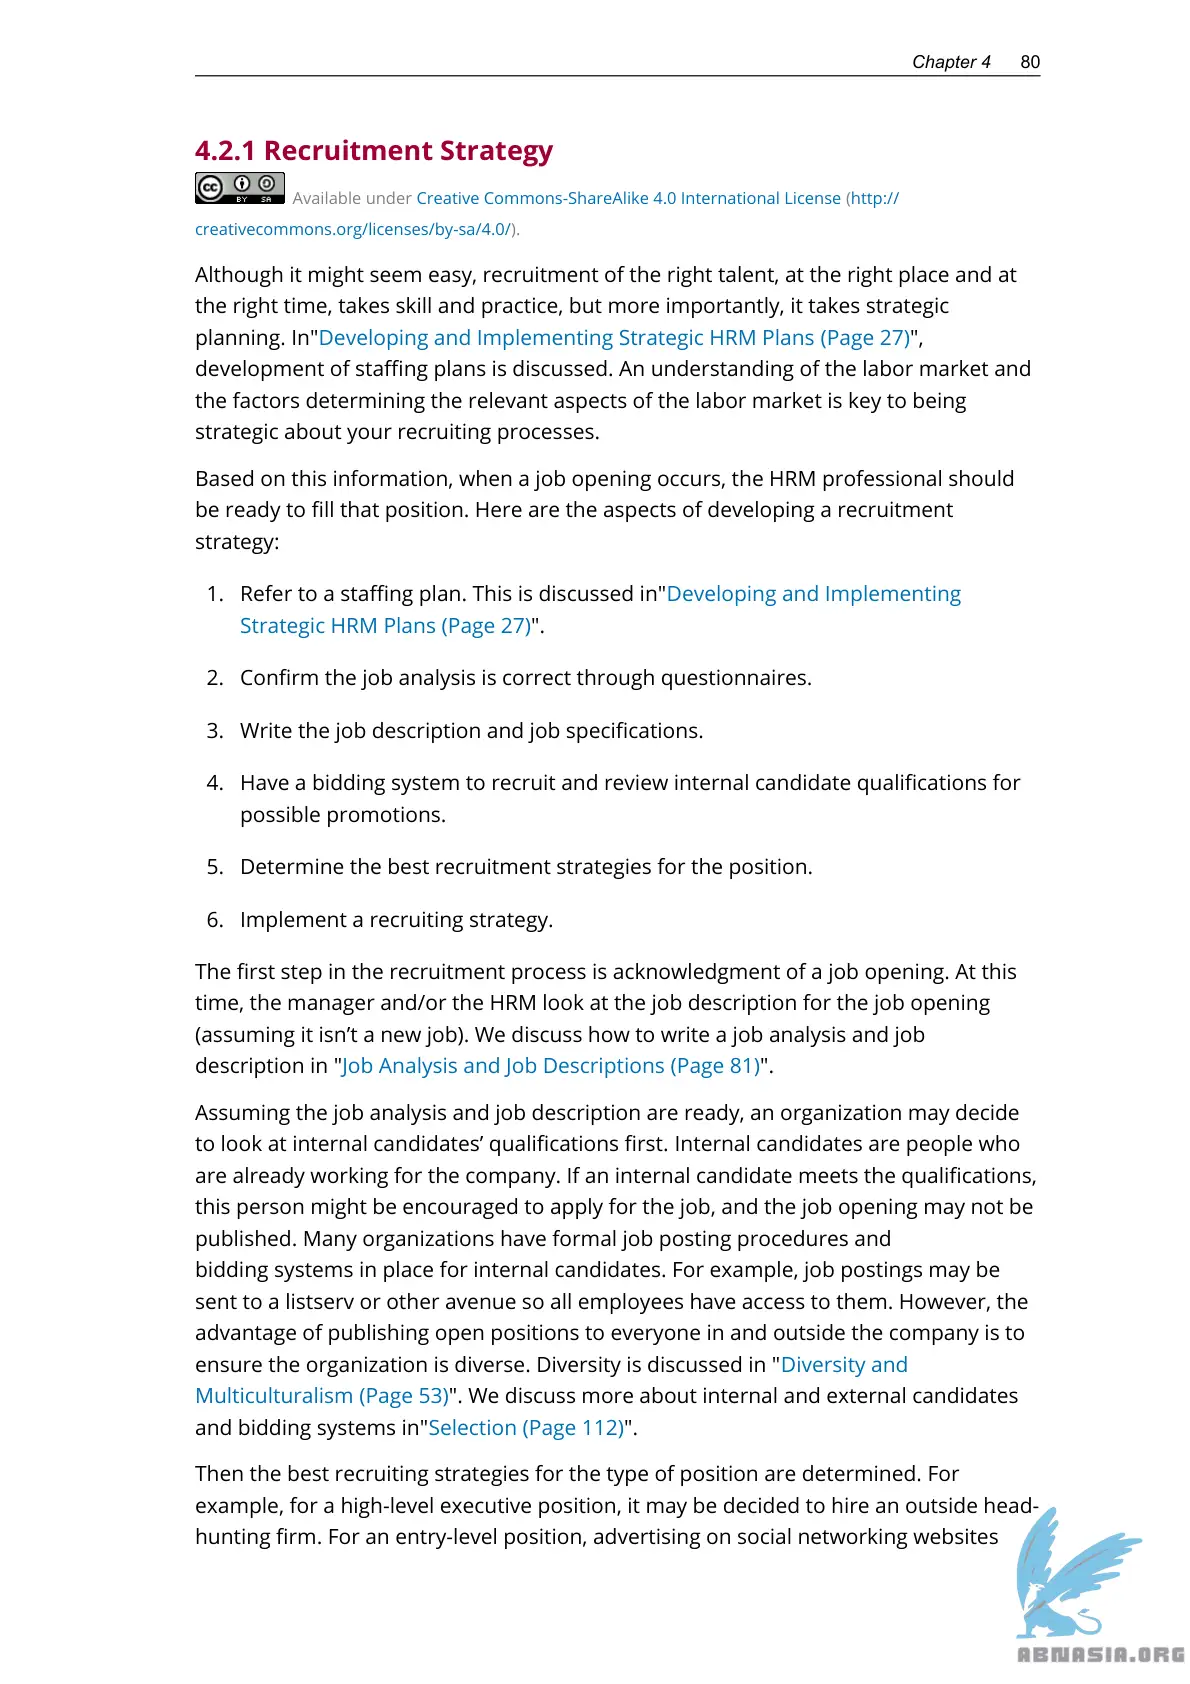 Chapter 4 80
4.2.1 Recruitment Strategy
cc BY SA Available under Creative Commons-ShareAlike 4.0 International License (http://
creativecommons.org/licenses/by-sa/4.0/).
Although it might seem easy, recruitment of the right talent, at the right place and at
the right time, takes skill and practice, but more importantly, it takes strategic
planning. In"Developing and Implementing Strategic HRM Plans (Page 27)",
development of staffing plans is discussed. An understanding of the labor market and
the factors determining the relevant aspects of the labor market is key to being
strategic about your recruiting processes.
Based on this information, when a job opening occurs, the HRM professional should
be ready to fill that position. Here are the aspects of developing a recruitment
strategy:
1. Refer to a staffing plan. This is discussed in"Developing and Implementing
Strategic HRM Plans (Page 27)".
2. Confirm the job analysis is correct through questionnaires.
3. Write the job description and job specifications.
4. Have a bidding system to recruit and review internal candidate qualifications for
possible promotions.
5. Determine the best recruitment strategies for the position.
6. Implement a recruiting strategy.
The first step in the recruitment process is acknowledgment of a job opening. At this
time, the manager and/or the HRM look at the job description for the job opening
(assuming it isn’t a new job). We discuss how to write a job analysis and job
description in "Job Analysis and Job Descriptions (Page 81)".
Assuming the job analysis and job description are ready, an organization may decide
to look at internal candidates’ qualifications first. Internal candidates are people who
are already working for the company. If an internal candidate meets the qualifications,
this person might be encouraged to apply for the job, and the job opening may not be
published. Many organizations have formal job posting procedures and
bidding systems in place for internal candidates. For example, job postings may be
sent to a listserv or other avenue so all employees have access to them. However, the
advantage of publishing open positions to everyone in and outside the company is to
ensure the organization is diverse. Diversity is discussed in "Diversity and
Multiculturalism (Page 53)". We discuss more about internal and external candidates
and bidding systems in"Selection (Page 112)".
Then the best recruiting strategies for the type of position are determined. For
example, for a high-level executive position, it may be decided to hire an outside head-
hunting firm. For an entry-level position, advertising on social networking websites
ABNASIA.ORG